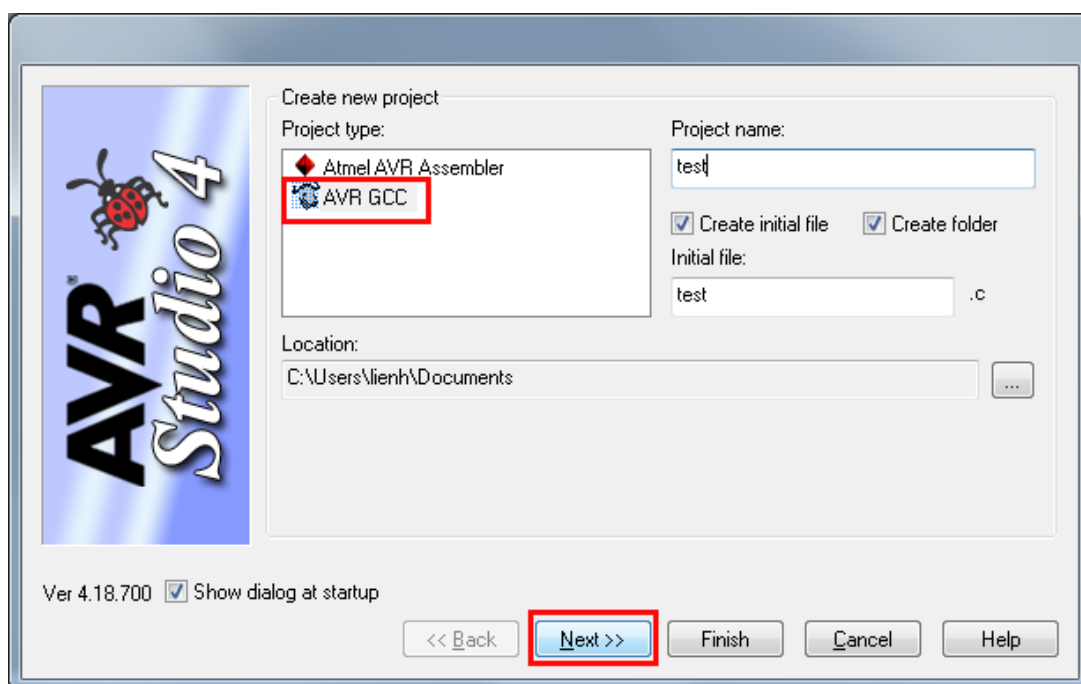 AVR
Studio 4
Create new project
Project type:
Atmel AVR Assembler
AVR GCC
Project name:
test
Create initial file
Create folder
Initial file:
test
.c
Location:
C:\Users\lienh\Documents
...
Ver 4.18.700
Show dialog at startup
<< Back
Next >>
Finish
Cancel
Help